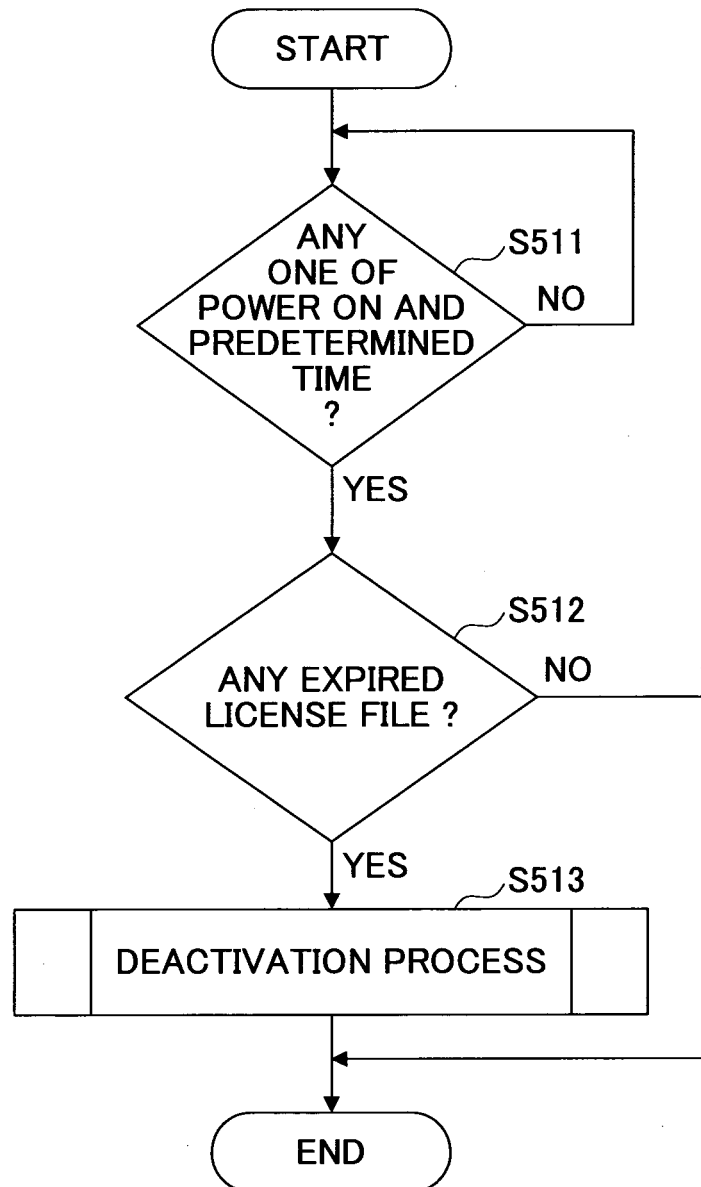 START
ANY
ONE OF
POWER ON AND
PREDETERMINED
TIME
?
S511
NO
YES
S512
ANY EXPIRED
LICENSE FILE ?
NO
YES
S513
DEACTIVATION PROCESS
END